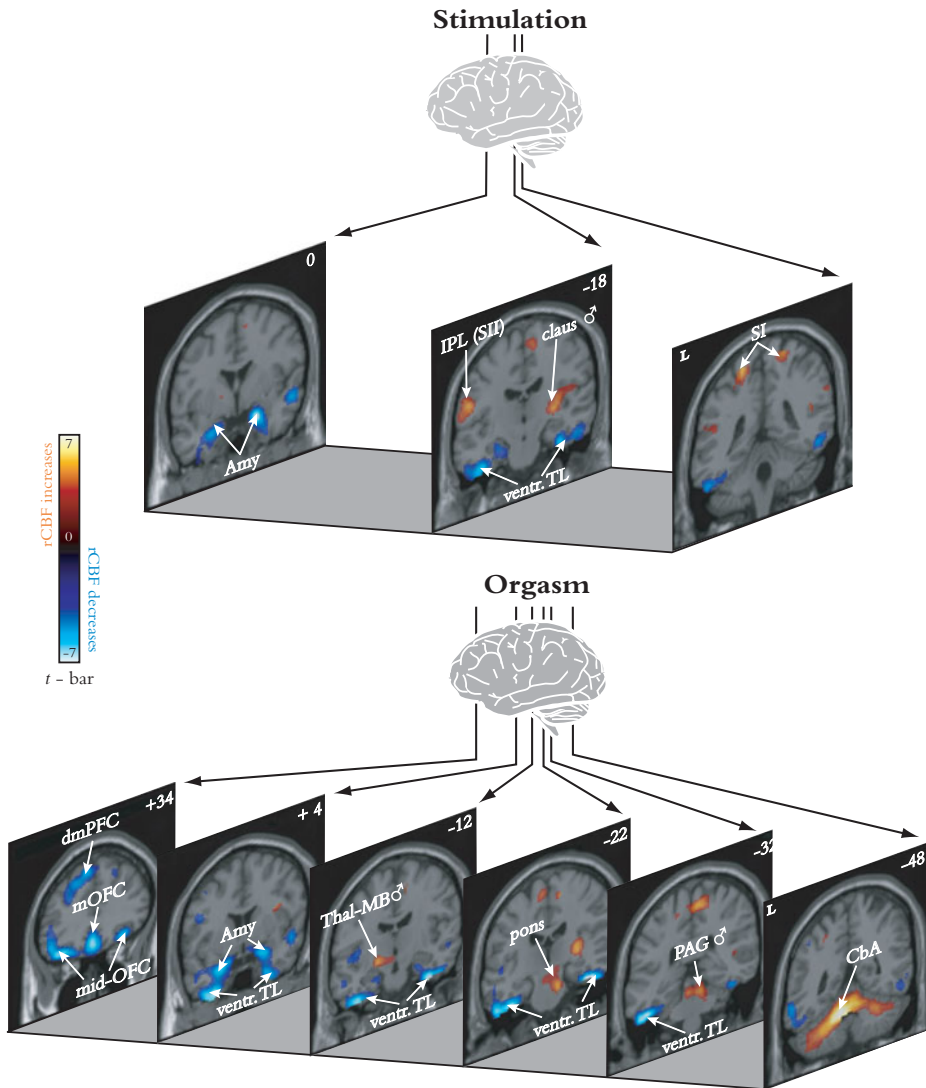 Stimulation
0
Amy
-18
IPL (SII)
claus ♂
ventr. TL
L
SI
rCBF increases
7
0
-7
rCBF decreases
t - bar
Orgasm
+34
dmPFC
mOFC
mid-OFC
+ 4
Amy
ventr. TL
-12
Thal-MB♂
ventr. TL
-22
pons
ventr. TL
-32
PAG ♂
ventr. TL
L
-48
CbA